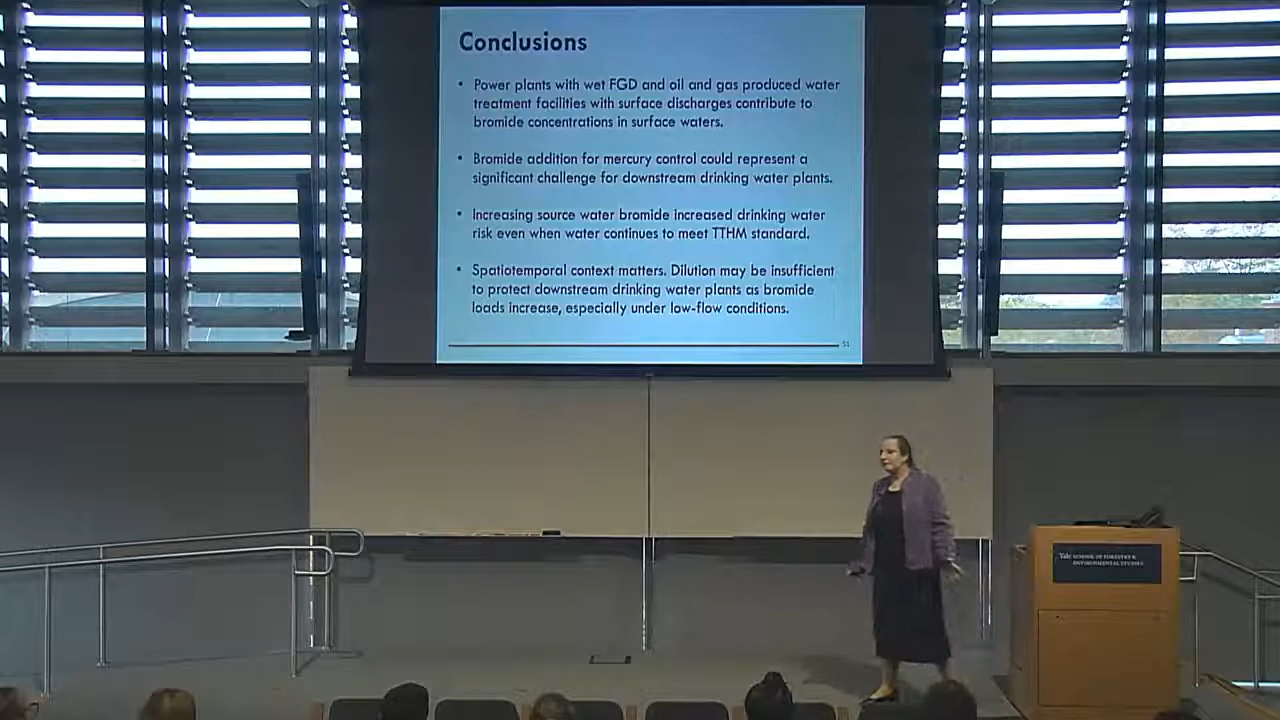 Conclusions
• Power plants with wet FGD and oil and gas produced water
treatment facilities with surface discharges contribute to
bromide concentrations in surface waters.
• Bromide addition for mercury control could represent a
significant challenge for downstream drinking water plants.
• Increasing source water bromide increased drinking water
risk even when water continues to meet TTHM standard.
• Spatiotemporal context matters. Dilution may be insufficient
to protect downstream drinking water plants as bromide
loads increase, especially under low-flow conditions.
51
Yale SCHOOL OF FORESTRY &
ENVIRONMENTAL STUDIES